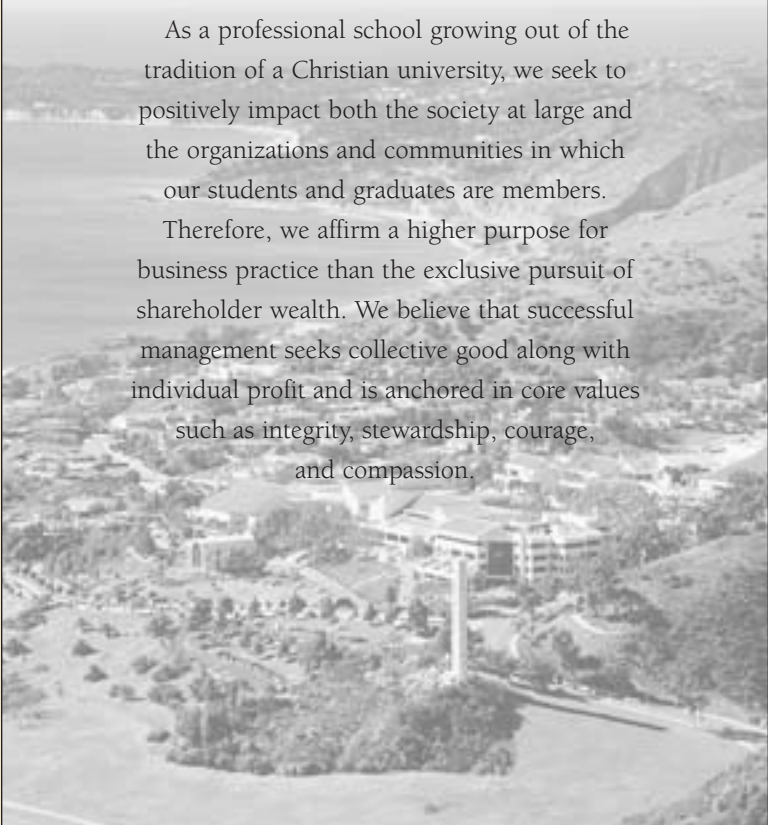 As a professional school growing out of the
tradition of a Christian university, we seek to
positively impact both the society at large and
the organizations and communities in which
our students and graduates are members.
Therefore, we affirm a higher purpose for
business practice than the exclusive pursuit of
shareholder wealth. We believe that successful
management seeks collective good along with
individual profit and is anchored in core values
such as integrity, stewardship, courage,
and compassion.